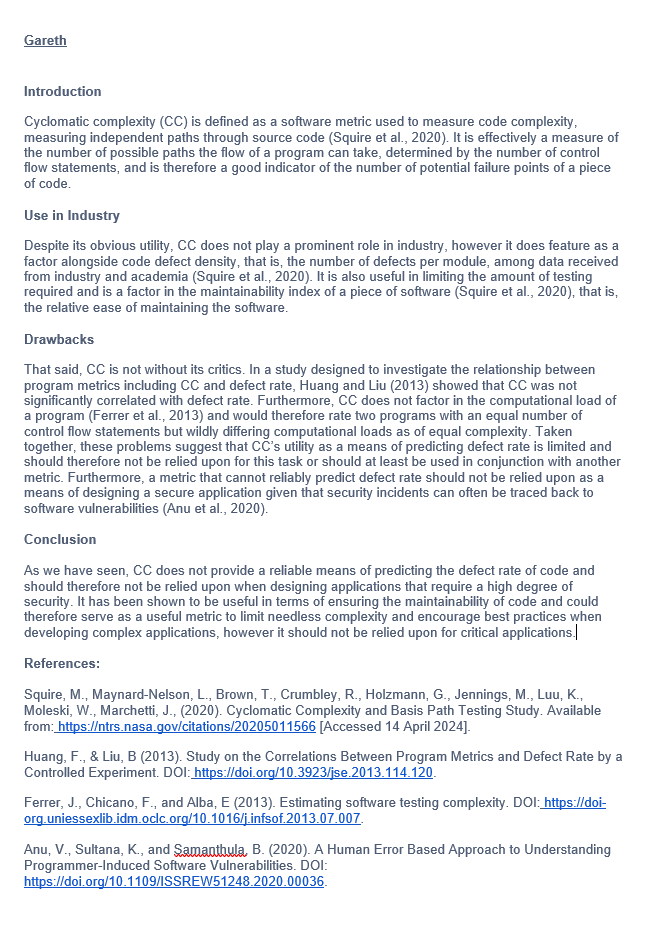 Gareth
Introduction
Cyclomatic complexity (CC) is defined as a software metric used to measure code complexity,
measuring independent paths through source code (Squire et al., 2020). It is effectively a measure of
the number of possible paths the flow of a program can take, determined by the number of control
flow statements, and is therefore a good indicator of the number of potential failure points of a piece
of code.
Use in Industry
Despite its obvious utility, CC does not play a prominent role in industry, however it does feature as a
factor alongside code defect density, that is, the number of defects per module, among data received
from industry and academia (Squire et al., 2020). It is also useful in limiting the amount of testing
required and is a factor in the maintainability index of a piece of software (Squire et al., 2020), that is,
the relative ease of maintaining the software.
Drawbacks
That said, CC is not without its critics. In a study designed to investigate the relationship between
program metrics including CC and defect rate, Huang and Liu (2013) showed that CC was not
significantly correlated with defect rate. Furthermore, CC does not factor in the computational load of
a program (Ferrer et al., 2013) and would therefore rate two programs with an equal number of
control flow statements but wildly differing computational loads as of equal complexity. Taken
together, these problems suggest that CC's utility as a means of predicting defect rate is limited and
should therefore not be relied upon for this task or should at least be used in conjunction with another
metric. Furthermore, a metric that cannot reliably predict defect rate should not be relied upon as a
means of designing a secure application given that security incidents can often be traced back to
software vulnerabilities (Anu et al., 2020).
Conclusion
As we have seen, CC does not provide a reliable means of predicting the defect rate of code and
should therefore not be relied upon when designing applications that require a high degree of
security. It has been shown to be useful in terms of ensuring the maintainability of code and could
therefore serve as a useful metric to limit needless complexity and encourage best practices when
developing complex applications, however it should not be relied upon for critical applications.
References:
Squire, M., Maynard-Nelson, L., Brown, T., Crumbley, R., Holzmann, G., Jennings, M., Luu, K.,
Moleski, W., Marchetti, J., (2020). Cyclomatic Complexity and Basis Path Testing Study. Available
from: https://ntrs.nasa.gov/citations/20205011566 [Accessed 14 April 2024].
Huang, F., & Liu, B (2013). Study on the Correlations Between Program Metrics and Defect Rate by a
Controlled Experiment. DOI: https://doi.org/10.3923/jse.2013.114.120.
Ferrer, J., Chicano, F., and Alba, E (2013). Estimating software testing complexity. DOI: https://doi-
org.uniessexlib.idm.oclc.org/10.1016/j.infsof.2013.07.007.
Anu, V., Sultana, K., and Samanthula, B. (2020). A Human Error Based Approach to Understanding
Programmer-Induced Software Vulnerabilities. DOI:
https://doi.org/10.1109/ISSREW51248.2020.00036.